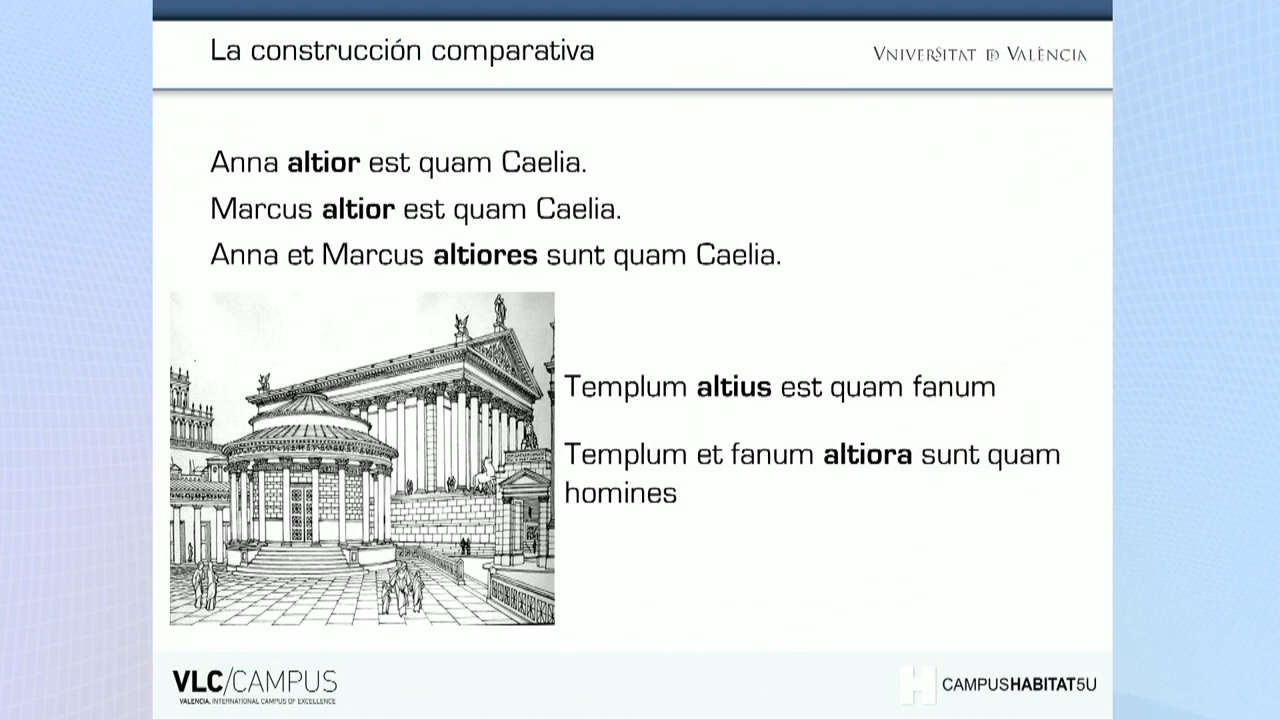 La construcción comparativa
VNIVERSITAT DE VALÈNCIA
Anna altior est quam Caelia.
Marcus altior est quam Caelia.
Anna et Marcus altiores sunt quam Caelia.
Templum altius est quam fanum
Templum et fanum altiora sunt quam
homines
VLC/CAMPUS
VALENCIA, INTERNATIONAL CAMPUS OF EXCELLENCE
H CAMPUSHABITAT5U